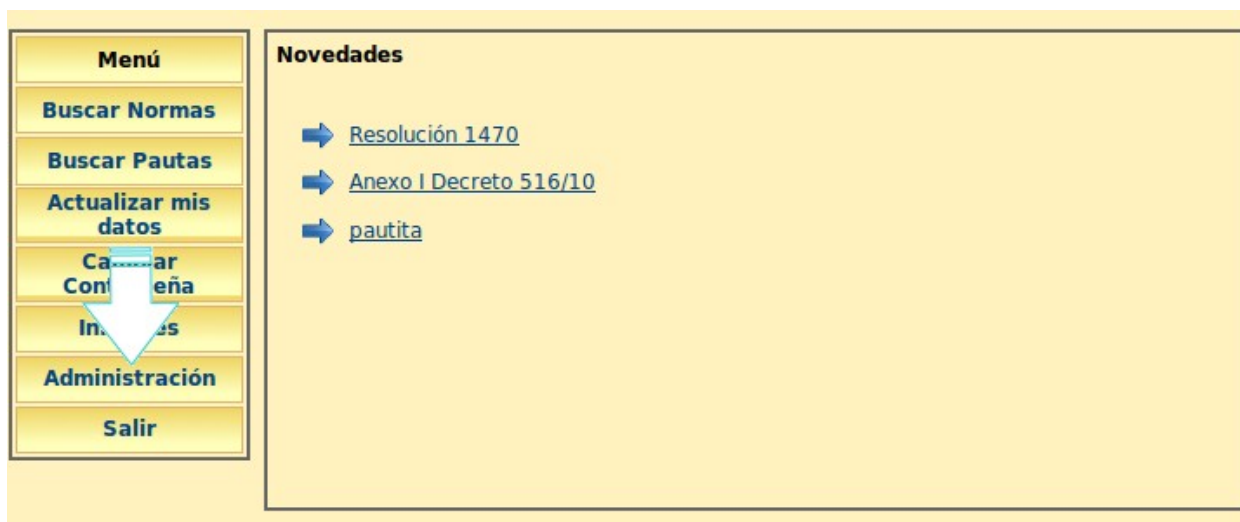 Menú
Buscar Normas
Buscar Pautas
Actualizar mis
datos
Administración
Salir
Novedades
Resolución 1470
Anexo I Decreto 516/10
pautita